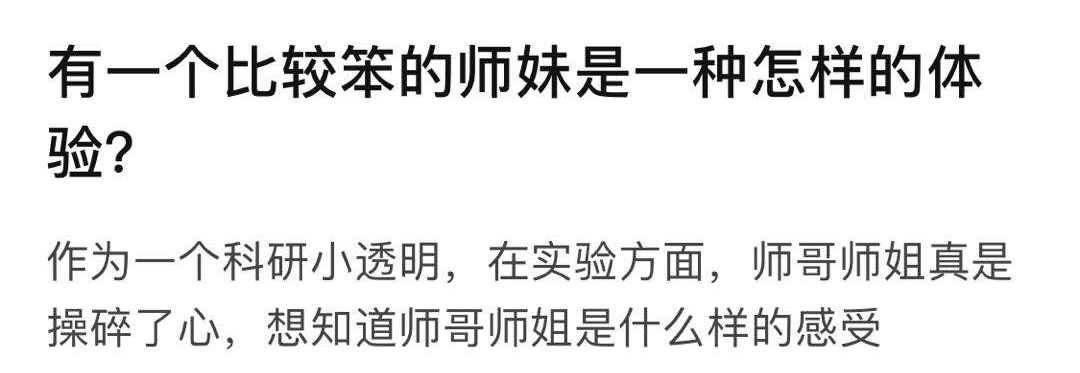 有一个比较笨的师妹是一种怎样的体
验？
作为一个科研小透明，在实验方面，师哥师姐真是
操碎了心，想知道师哥师姐是什么样的感受